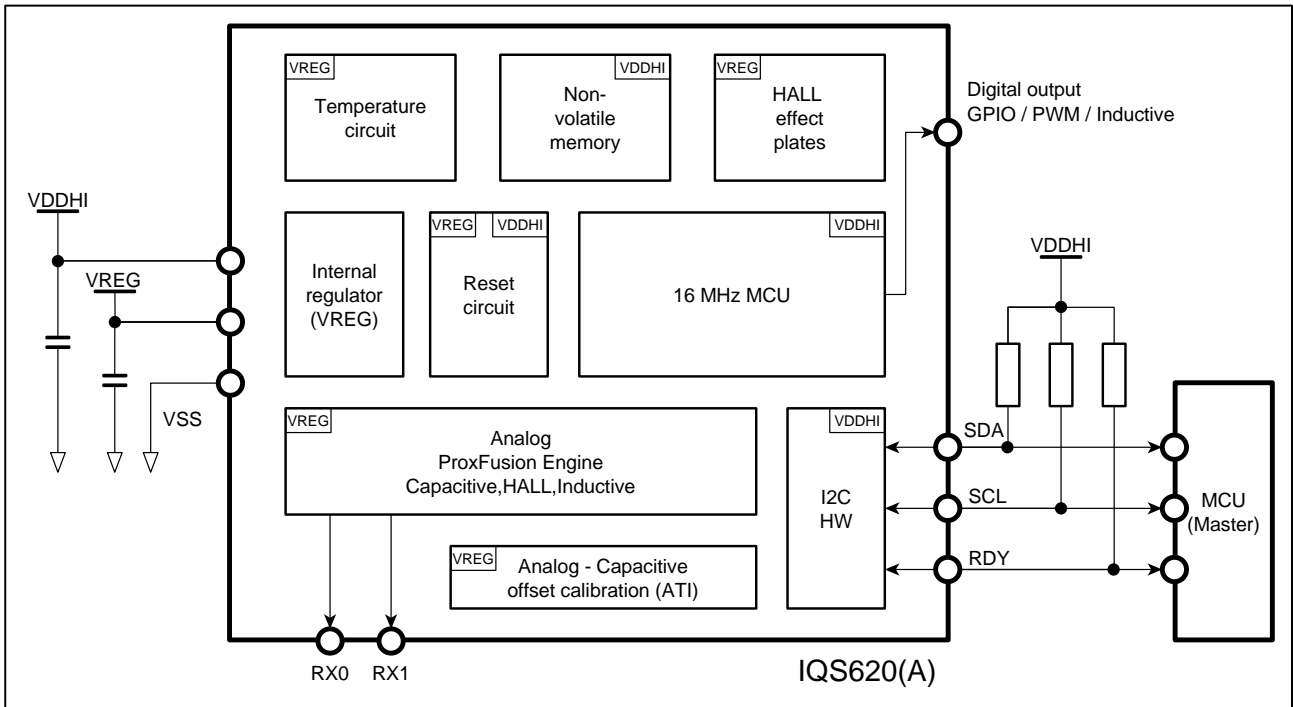 VREG
Temperature
circuit
VDDHI
Non-
volatile
memory
VREG
HALL
effect
plates
Digital output
GPIO / PWM / Inductive
VDDHI
VREG
VSS
Internal
regulator
(VREG)
VREG
VDDHI
Reset
circuit
VDDHI
16 MHz MCU
VDDHI
VREG
Analog
ProxFusion Engine
Capacitive,HALL,Inductive
VREG
Analog - Capacitive
offset calibration (ATI)
VDDHI
I2C
HW
SDA
SCL
RDY
MCU
(Master)
RX0
RX1
IQS620(A)